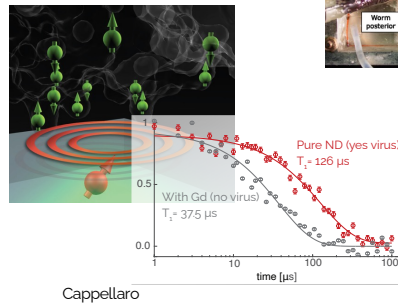 Worm
posterior
1
0.5
0.0
Pure ND (yes virus)
T1= 126 μs
With Gd (no virus)
T1= 37.5 μs
1
10
100
100
time [μs]
Cappellaro